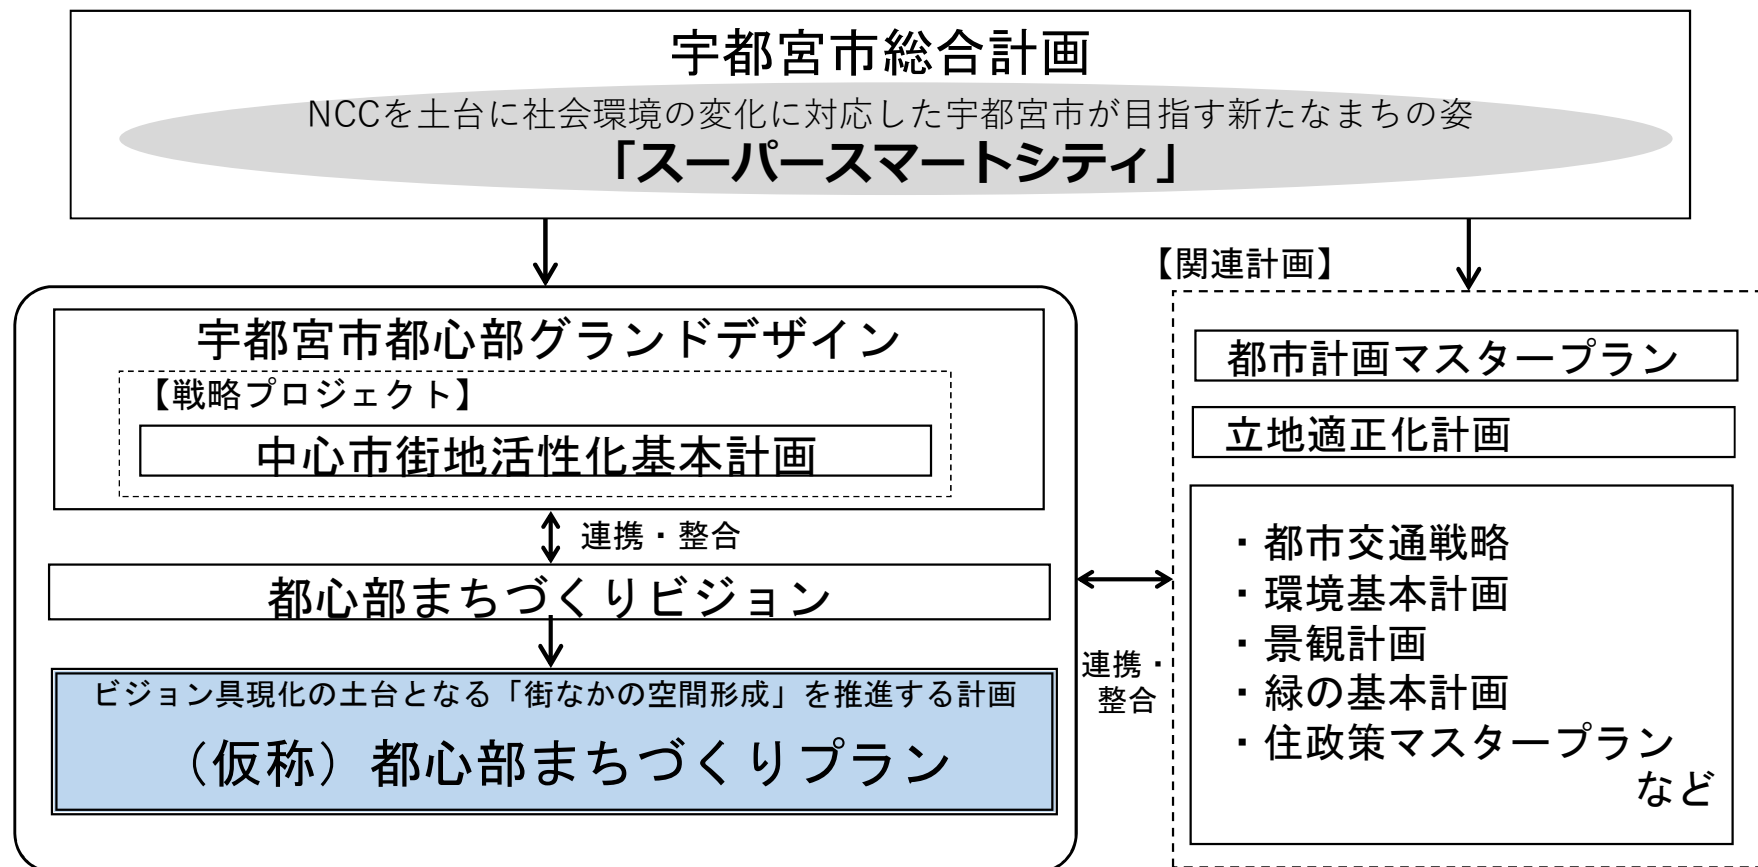 宇都宮市総合計画
NCCを土台に社会環境の変化に対応した宇都宮市が目指す新たなまちの姿
「スーパースマートシティ」
宇都宮市都心部グランドデザイン
【戦略プロジェクト】
中心市街地活性化基本計画
連携・整合
都心部まちづくりビジョン
ビジョン具現化の土台となる「街なかの空間形成」を推進する計画
（仮称）都心部まちづくりプラン
連携・
整合
【関連計画】
都市計画マスタープラン
立地適正化計画
・都市交通戦略
・環境基本計画
・景観計画
・緑の基本計画
・住政策マスタープラン
など